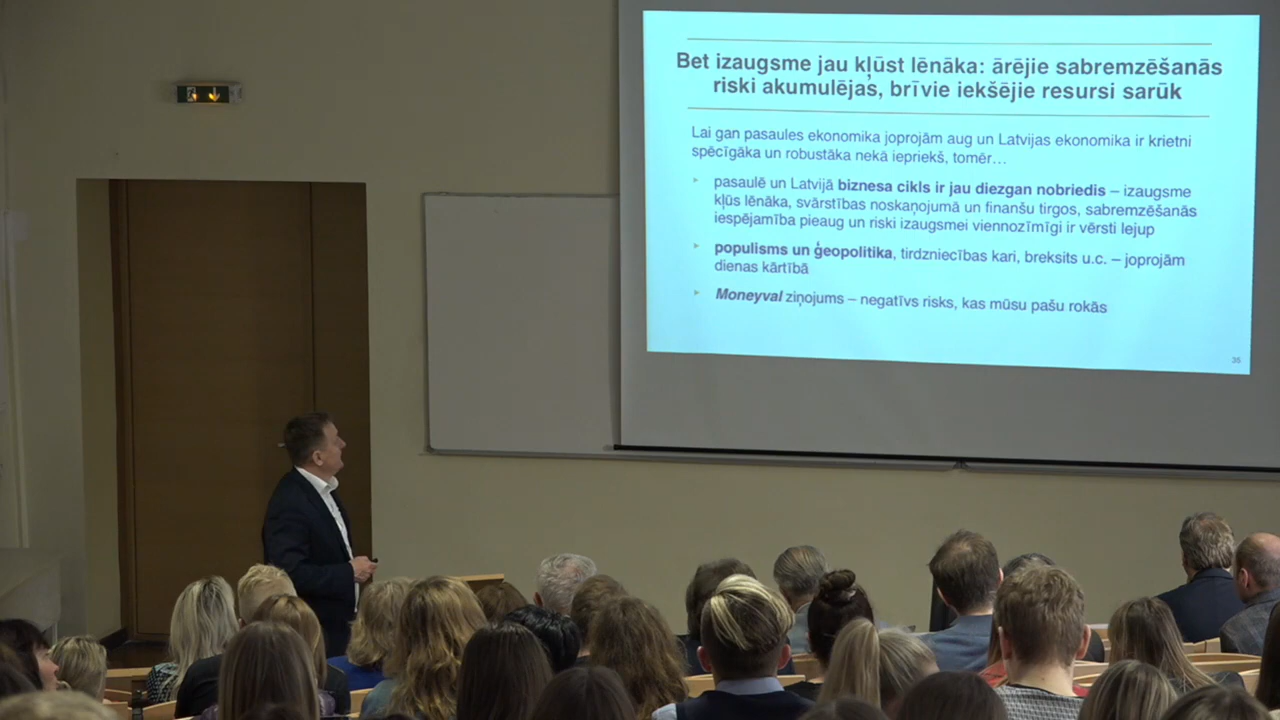 Bet izaugsme jau kļūst lēnāka: ārējie sabremzēšanās
riski akumulējas, brīvie iekšējie resursi sarūk
Lai gan pasaules ekonomika joprojām aug un Latvijas ekonomika ir krietni
spēcīgāka un robustāka nekā iepriekš, tomēr…
pasaulē un Latvijā biznesa cikls ir jau diezgan nobriedis – izaugsme
kļūs lēnāka, svārstības noskaņojumā un finanšu tirgos, sabremzēšanās
iespējamība pieaug un riski izaugsmei viennozīmīgi ir vērsti lejup
populisms un ģeopolitika, tirdzniecības kari, breksits u.c. – joprojām
dienas kārtībā
Moneyval ziņojums – negatīvs risks, kas mūsu pašu rokās
35